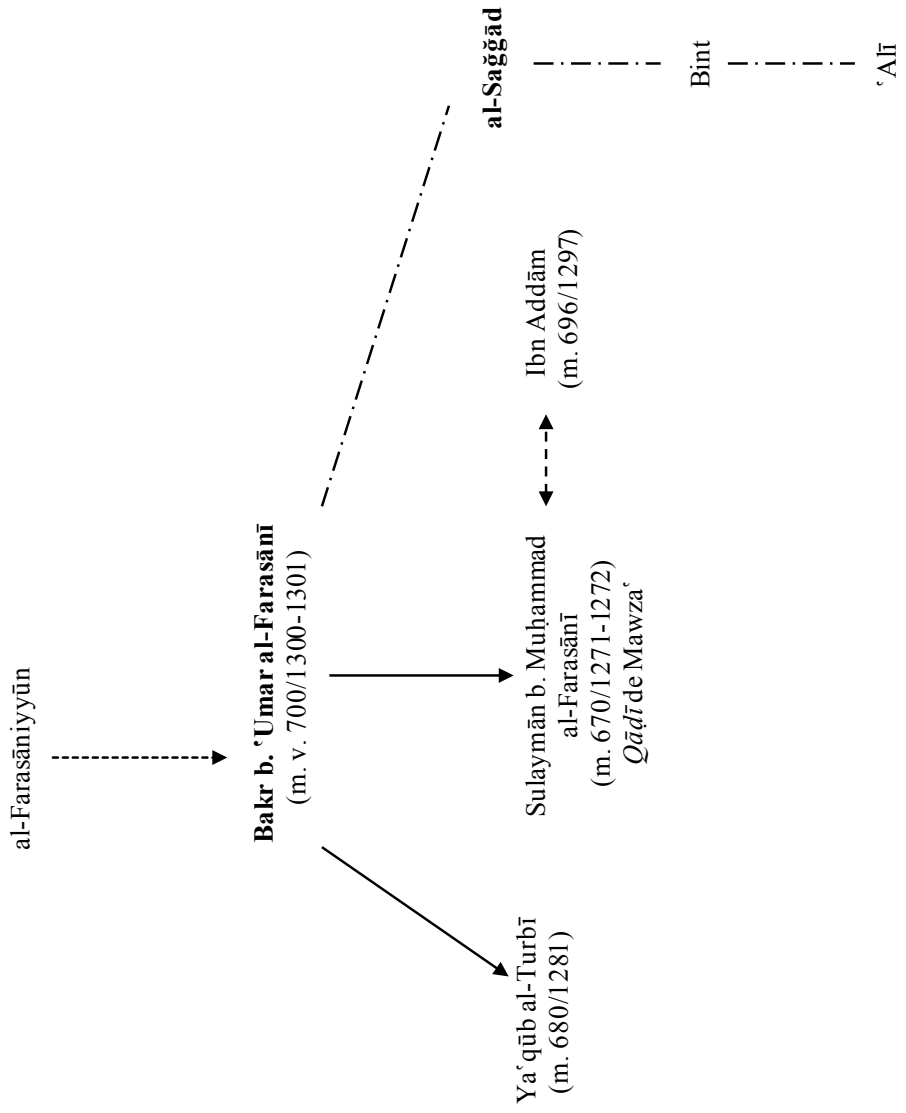 al-Farasāniyyūn
Bakr b. ʿUmar al-Farasānī
(m. v. 700/1300-1301)
al-Saǧǧād
Yaʿqūb al-Turbī
(m. 680/1281)
Sulaymān b. Muḥammad
al-Farasānī
(m. 670/1271-1272)
Qāḍī de Mawzaʿ
Ibn Addām
(m. 696/1297)
Bint
ʿAlī